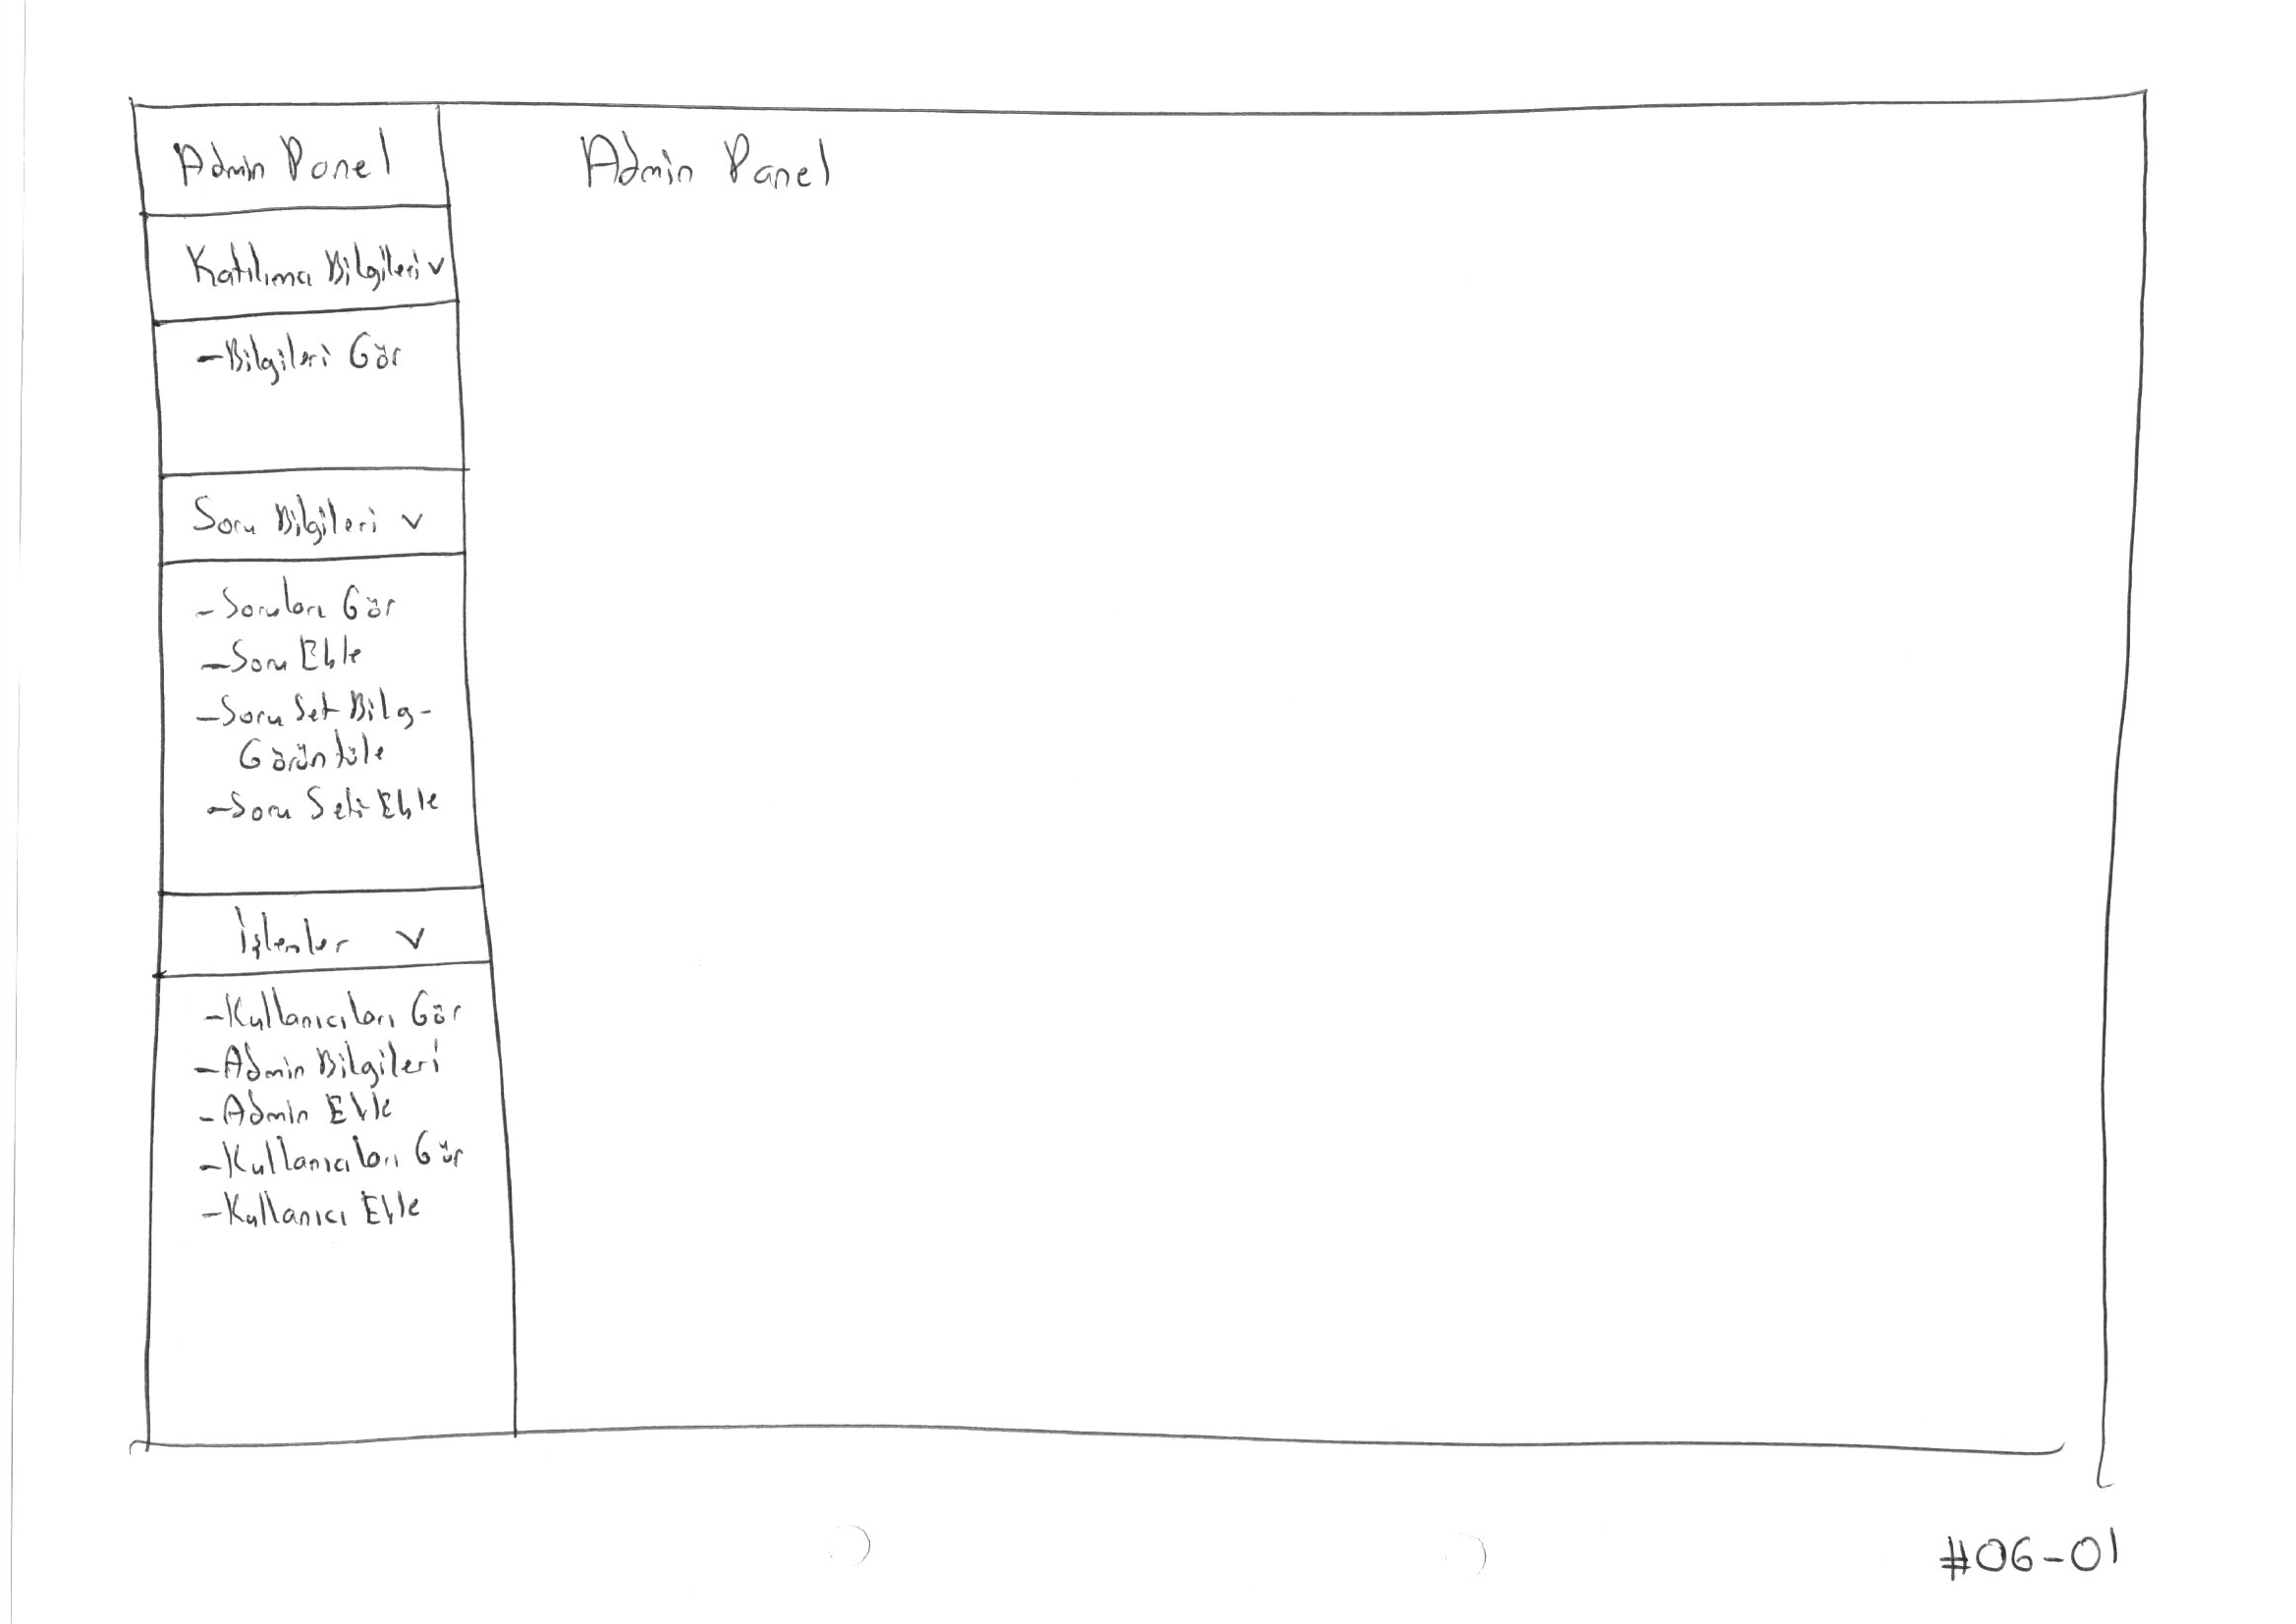 Admin Panel
Admin Panel
Katılımcı Bilgileri v
-Bilgileri Gör
Soru Bilgileri v
-Soruları Gör
-Soru Ekle
-Soru Set Bilg-
Görüntüle
-Soru Seti Ekle
İşlemler v
-Kullanıcıları Gör
-Admin Bilgileri
-Admin Ekle
-Kullanıcıları Gör
-Kullanıcı Ekle
#06-01